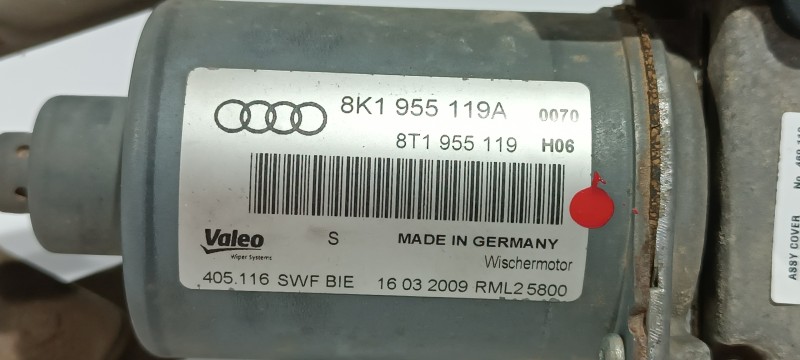 8K1 955 119A 0070
8T1 955 119 H06
Valeo
Wiper Systems
S
MADE IN GERMANY
Wischermotor
405.116 SWF BIE 16 03 2009 RML2 5800
ASSY COVER